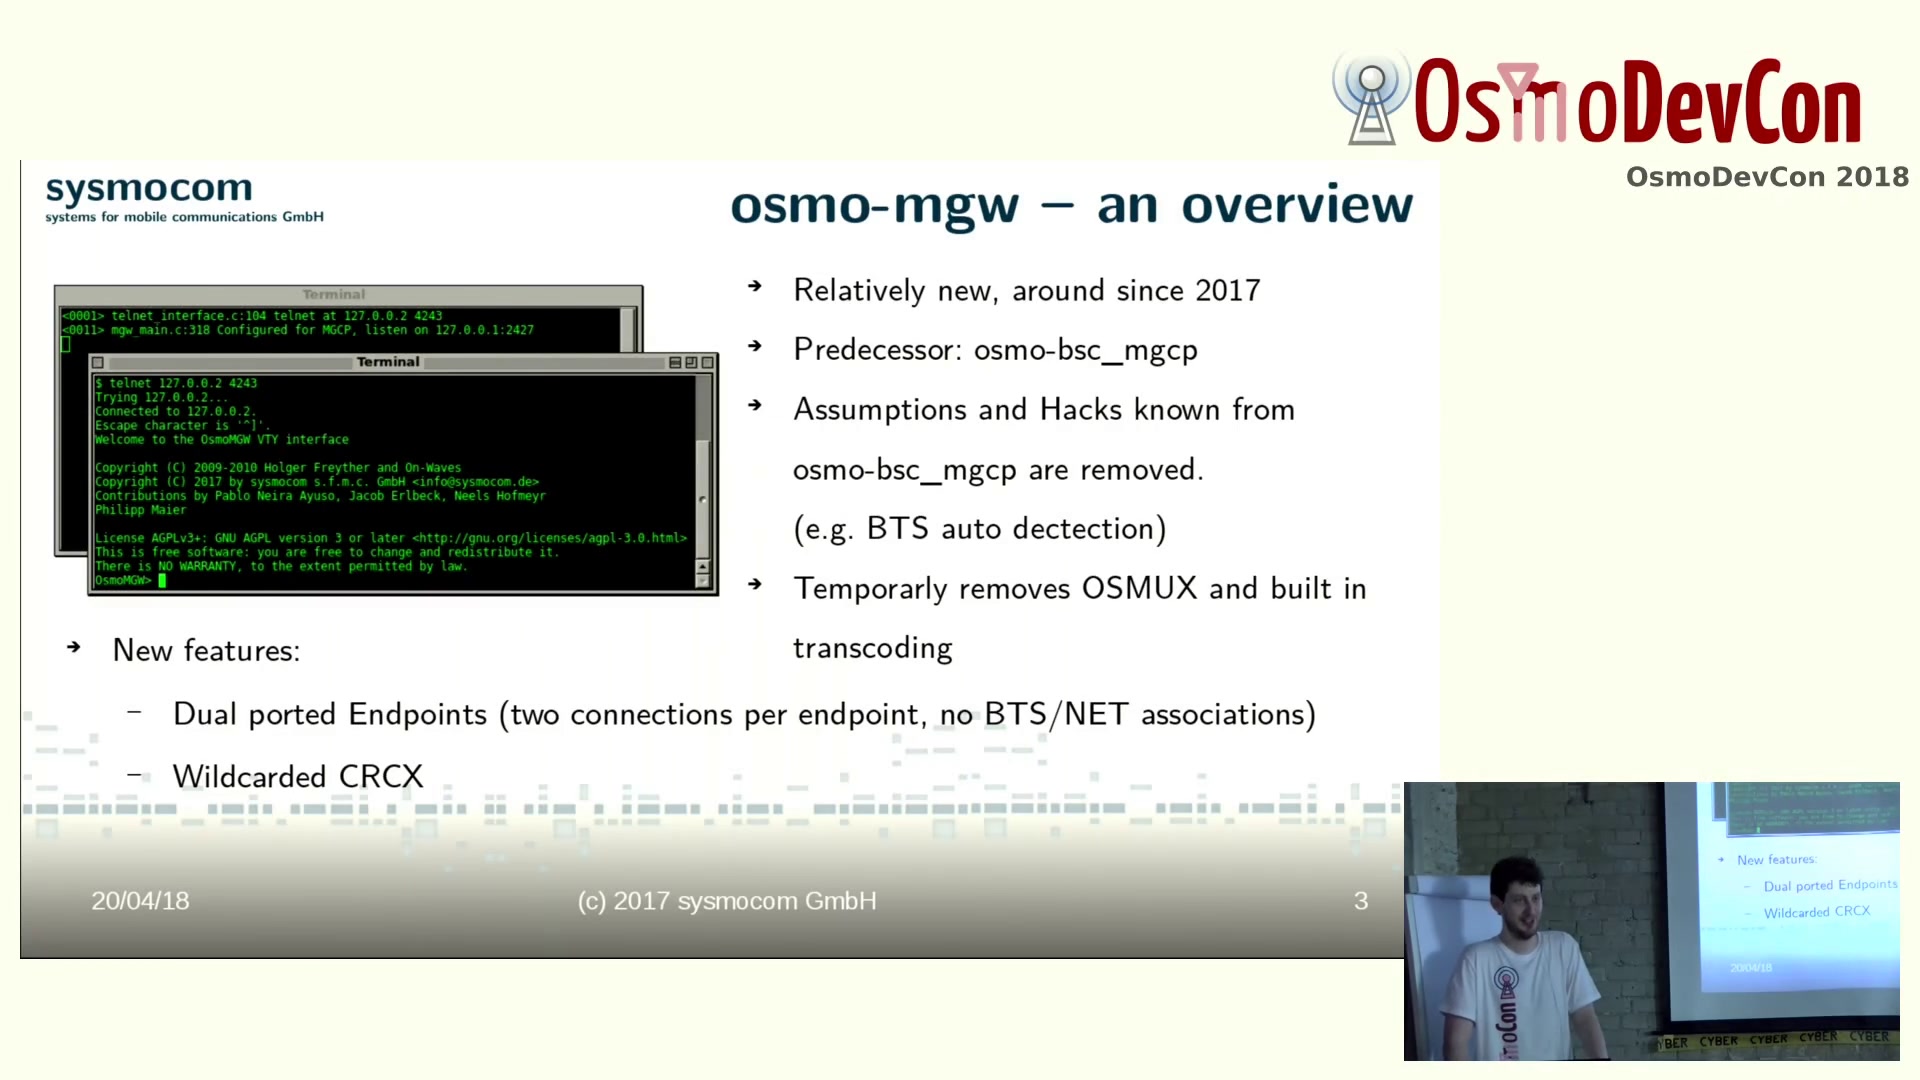 OsmoDevCon
OsmoDevCon 2018
sysmocom
systems for mobile communications GmbH
osmo-mgw – an overview
Terminal
<0001> telnet_interface.c:104 telnet at 127.0.0.2 4243
<0011> mgw_main.c:318 Configured for MGCP, listen on 127.0.0.1:2427
Terminal
$ telnet 127.0.0.2 4243
Trying 127.0.0.2...
Connected to 127.0.0.2.
Escape character is '^]'.
Welcome to the OsmoMGW VTY interface
Copyright (C) 2009-2010 Holger Freyther and On-Waves
Copyright (C) 2017 by sysmocom s.f.m.c. GmbH <info@sysmocom.de>
Contributions by Pablo Neira Ayuso, Jacob Erlbeck, Neels Hofmeyr
Philipp Maier
License AGPLv3+: GNU AGPL version 3 or later <http://gnu.org/licenses/agpl-3.0.html>
This is free software: you are free to change and redistribute it.
There is NO WARRANTY, to the extent permitted by law.
OsmoMGW>
➔ Relatively new, around since 2017
➔ Predecessor: osmo-bsc_mgcp
➔ Assumptions and Hacks known from
osmo-bsc_mgcp are removed.
(e.g. BTS auto dectection)
➔ Temporarly removes OSMUX and built in
transcoding
➔ New features:
– Dual ported Endpoints (two connections per endpoint, no BTS/NET associations)
– Wildcarded CRCX
20/04/18
(c) 2017 sysmocom GmbH
3
New features:
– Dual ported Endpoints
– Wildcarded CRCX
20/04/18
moCon
CYBER CYBER CYBER CYBER